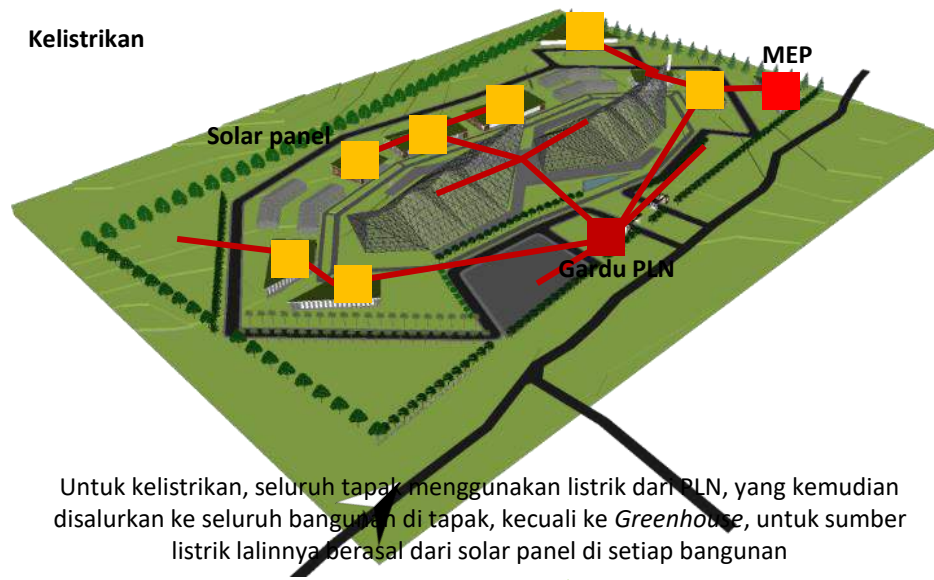 Kelistrikan
MEP
Solar panel
Gardu PLN
Untuk kelistrikan, seluruh tapak menggunakan listrik dari PLN, yang kemudian
disalurkan ke seluruh bangunan di tapak, kecuali ke Greenhouse, untuk sumber
listrik lalinnya berasal dari solar panel di setiap bangunan